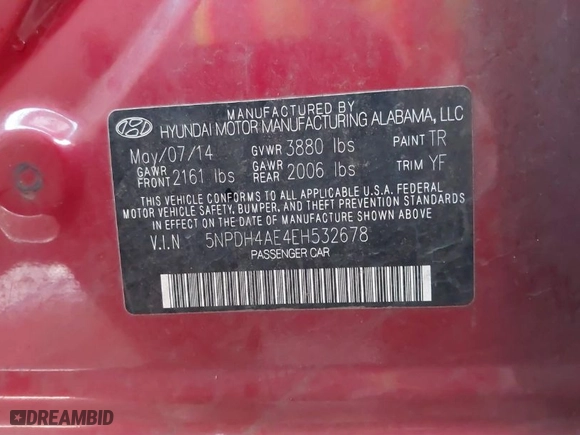 MANUFACTURED BY
HYUNDAI MOTOR MANUFACTURING ALABAMA, LLC
May/07/14 GVWR 3880 lbs PAINT TR
GAWR FRONT 2161 lbs GAWR REAR 2006 lbs TRIM YF
THIS VEHICLE CONFORMS TO ALL APPLICABLE U.S.A. FEDERAL
MOTOR VEHICLE SAFETY, BUMPER, AND THEFT PREVENTION STANDARDS
IN EFFECT ON THE DATE OF MANUFACTURE SHOWN ABOVE.
V.I.N 5NPDH4AE4EH532678
PASSENGER CAR
DREAMBID